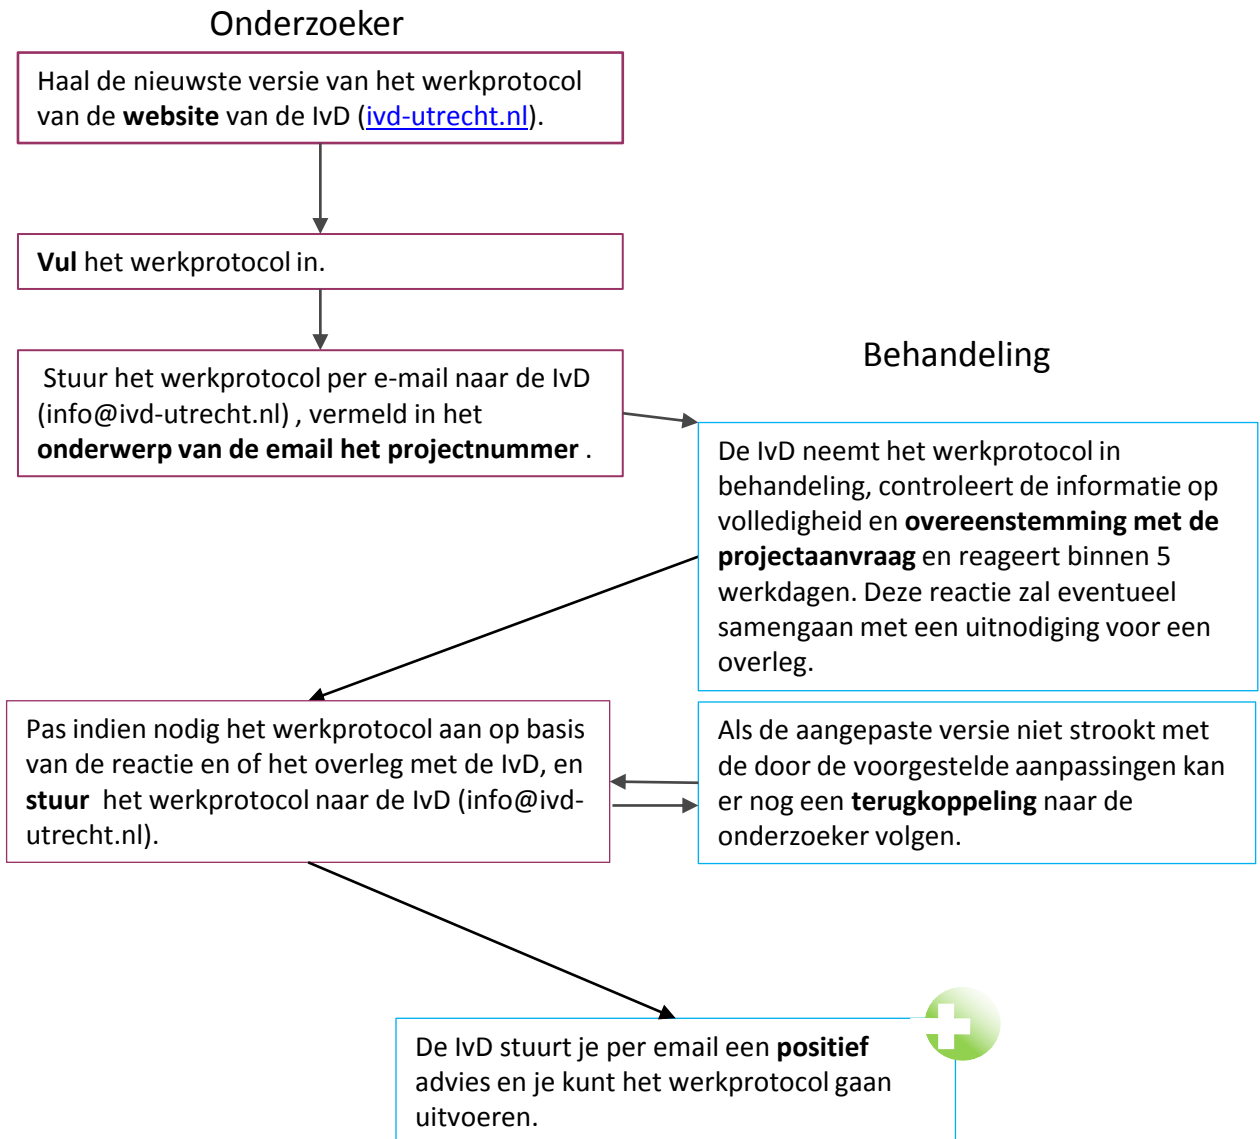 Onderzoeker
Haal de nieuwste versie van het werkprotocol
van de website van de IvD (ivd-utrecht.nl).
Vul het werkprotocol in.
Stuur het werkprotocol per e-mail naar de IvD
(info@ivd-utrecht.nl) , vermeld in het
onderwerp van de email het projectnummer .
Behandeling
De IvD neemt het werkprotocol in
behandeling, controleert de informatie op
volledigheid en overeenstemming met de
projectaanvraag en reageert binnen 5
werkdagen. Deze reactie zal eventueel
samengaan met een uitnodiging voor een
overleg.
Pas indien nodig het werkprotocol aan op basis
van de reactie en of het overleg met de IvD, en
stuur het werkprotocol naar de IvD (info@ivd-
utrecht.nl).
Als de aangepaste versie niet strookt met
de door de voorgestelde aanpassingen kan
er nog een terugkoppeling naar de
onderzoeker volgen.
De IvD stuurt je per email een positief
advies en je kunt het werkprotocol gaan
uitvoeren.